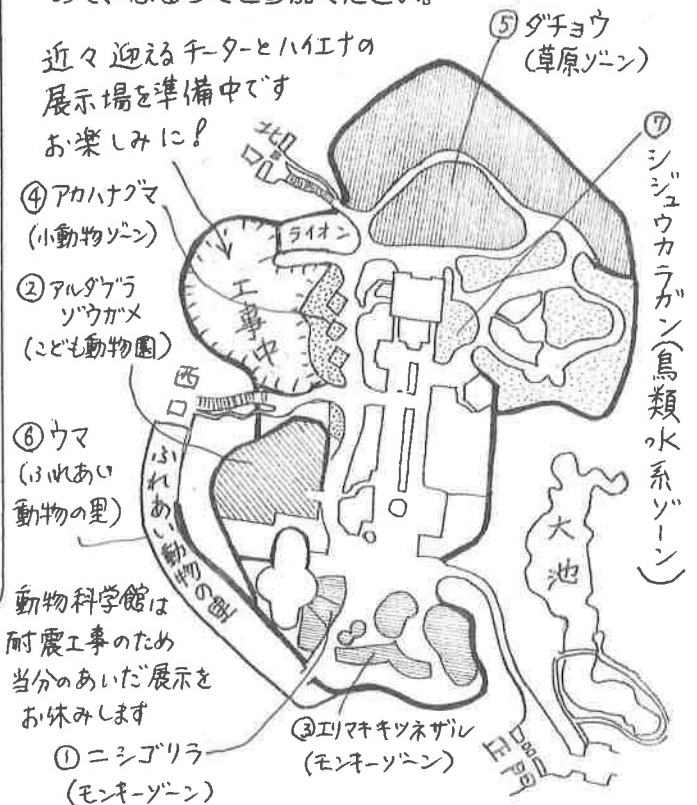 近々迎えるチーターとハイエナの
展示場を準備中です
お楽しみに!
⑤ダチョウ
(草原ゾーン)
⑦シジュウカラガン(鳥類水系ゾーン)
北口
④アカハナグマ
(小動物ゾーン)
ライオン
工事中
②アルダブラ
ゾウガメ
(こども動物園)
西口
⑥ウマ
(ふれあい
動物の里)
ふれあい動物の里
大池
動物科学館は
耐震工事のため
当分のあいだ展示を
お休みします
③エリマキキツネザル
(モンキーゾーン)
正門
①ニシゴリラ
(モンキーゾーン)